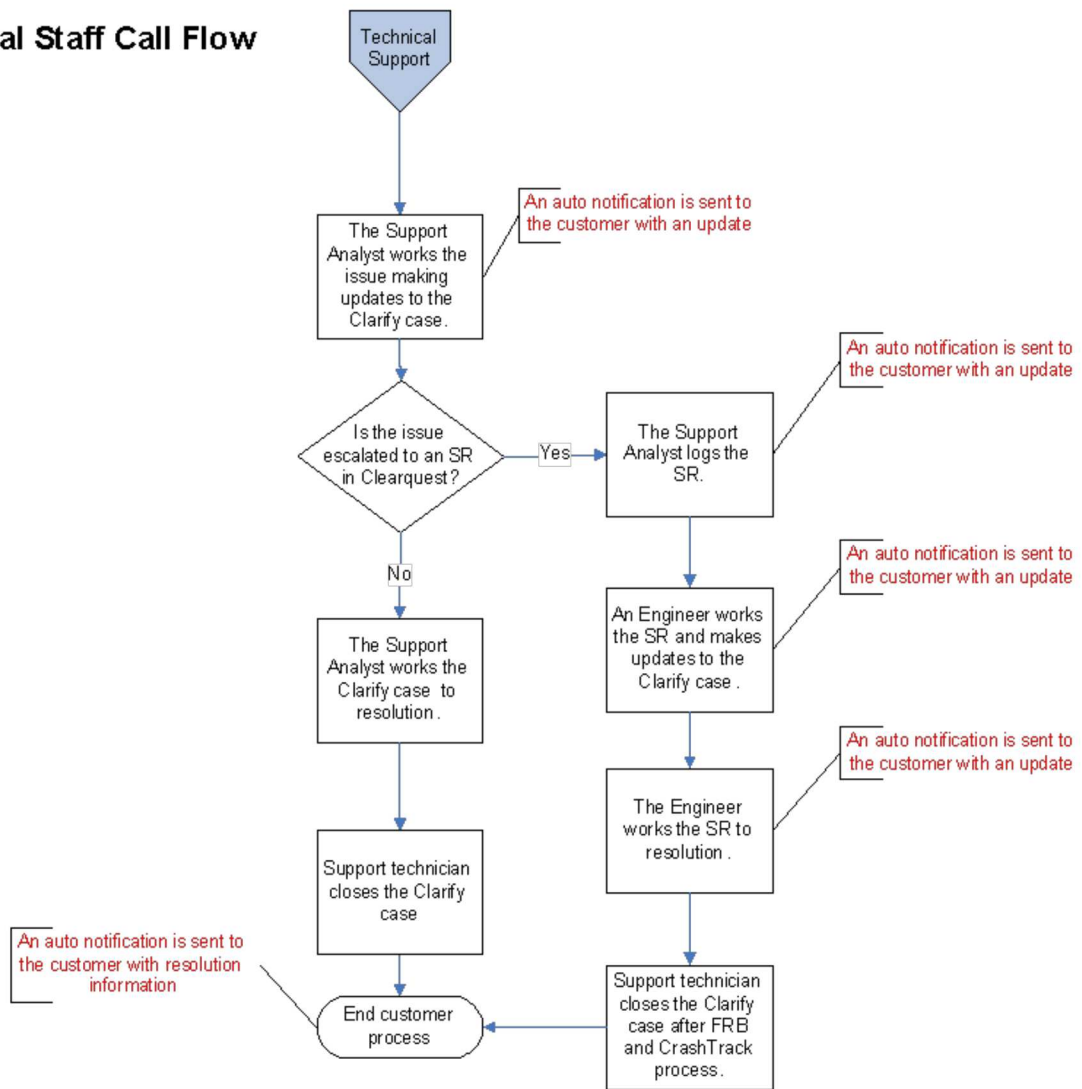 al Staff Call Flow
Technical
Support
An auto notification is sent to
the customer with an update
The Support
Analyst works the
issue making
updates to the
Clarify case .
An auto notification is sent to
the customer with an update
Is the issue
escalated to an SR
in Clearquest?
Yes
The Support
Analyst logs the
SR.
No
An auto notification is sent to
the customer with an update
An Engineer works
the SR and makes
updates to the
Clarify case .
The Support
Analyst works the
Clarify case to
resolution .
An auto notification is sent to
the customer with an update
The Engineer
works the SR to
resolution .
Support technician
closes the Clarify
case
An auto notification is sent to
the customer with resolution
information
End customer
process
Support technician
closes the Clarify
case after FRB
and CrashTrack
process .